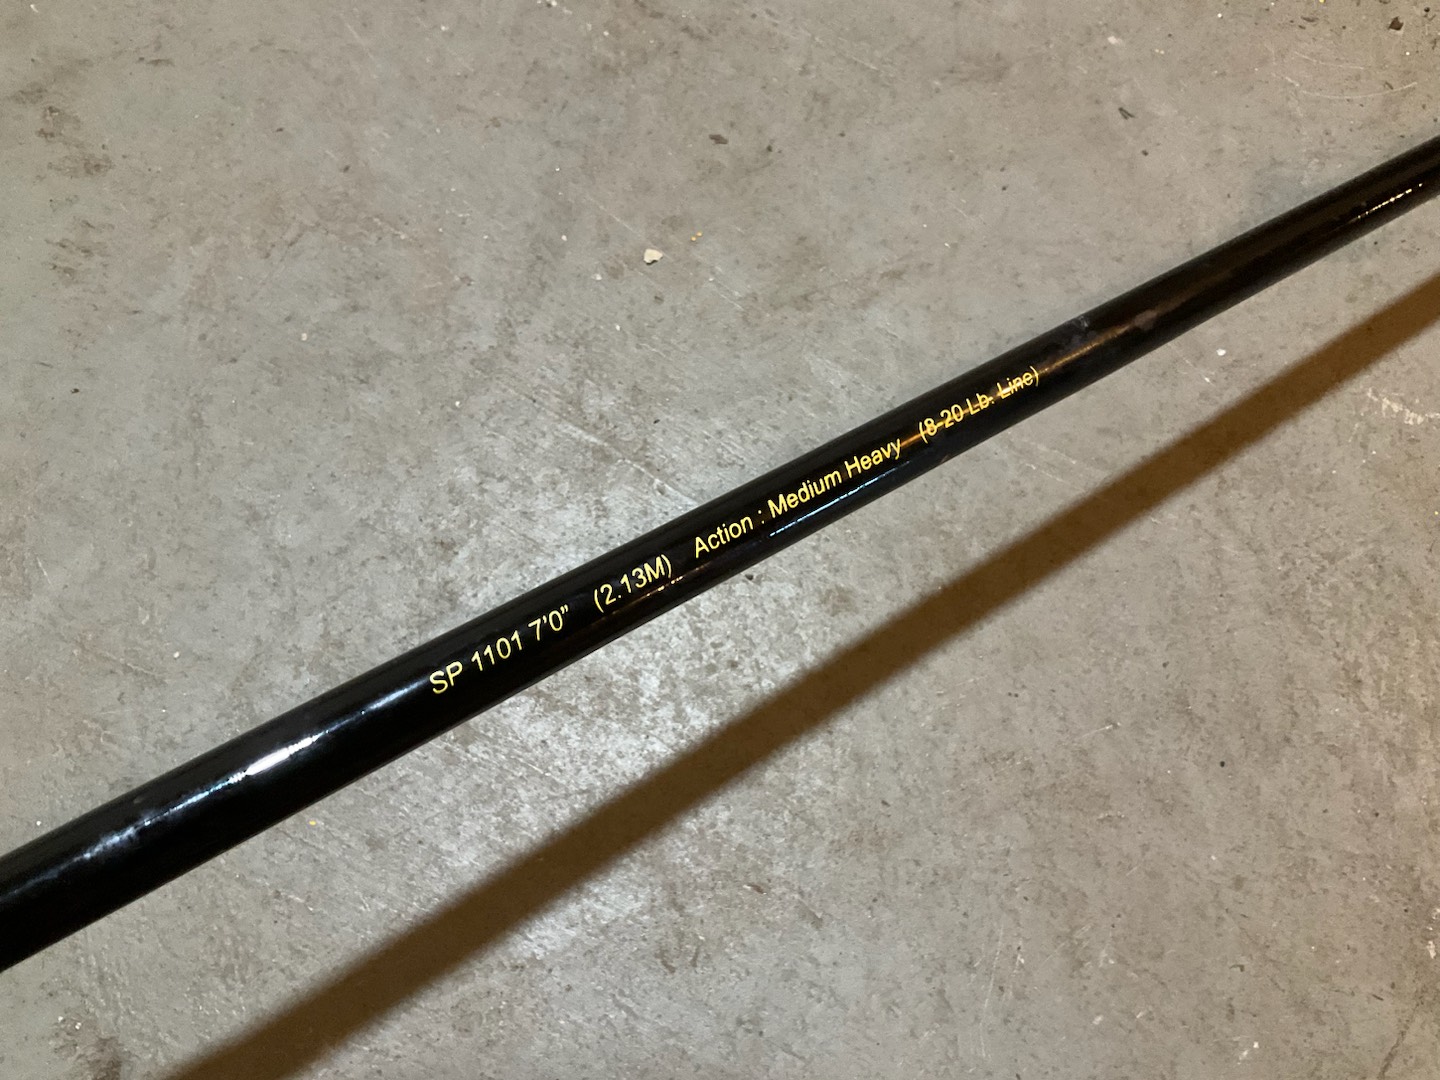 SP 1101 7'0” (2.13M) Action : Medium Heavy (8-20 Lb. Line)